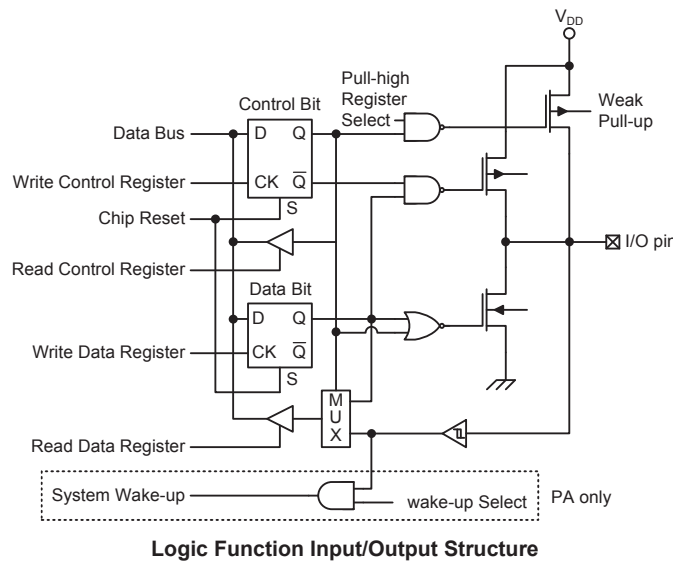 V_DD
Pull-high
Register
Select
Weak
Pull-up
Control Bit
Data Bus
D
Q
Write Control Register
CK
Q̅
S
Chip Reset
I/O pin
Read Control Register
Data Bit
D
Q
Write Data Register
CK
Q̅
S
M
U
X
Read Data Register
System Wake-up
wake-up Select
PA only
Logic Function Input/Output Structure